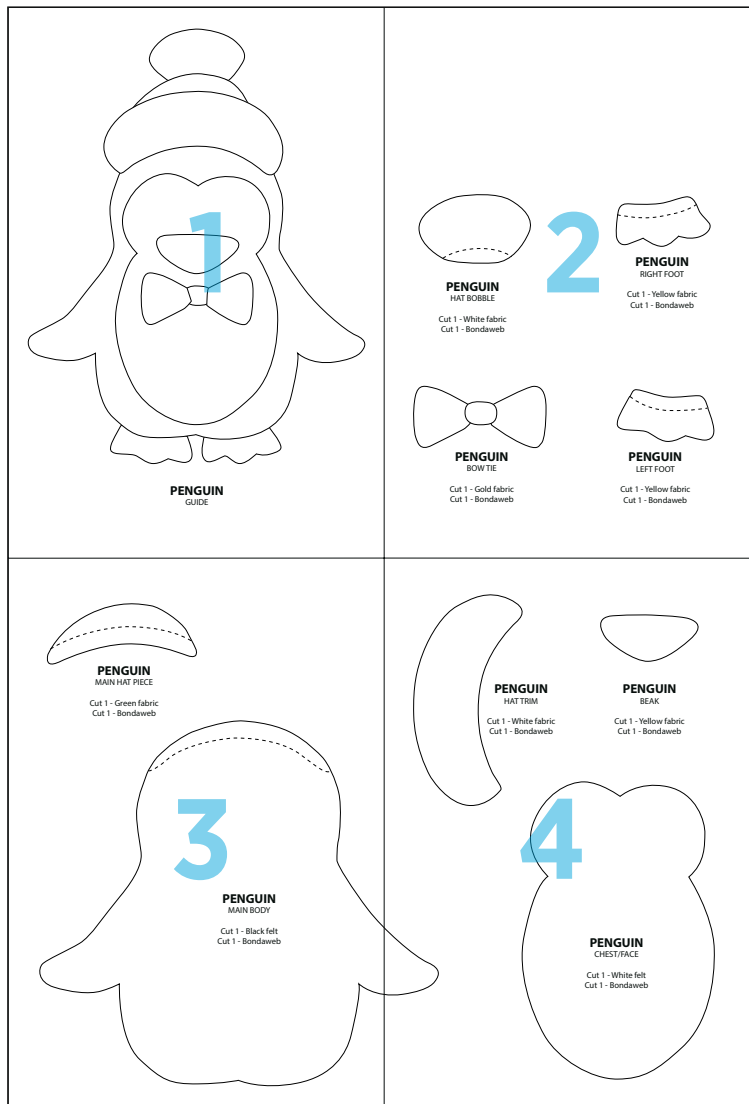 1
PENGUIN
GUIDE
2
PENGUIN
HAT BOBBLE
Cut 1 - White fabric
Cut 1 - Bondaweb
PENGUIN
RIGHT FOOT
Cut 1 - Yellow fabric
Cut 1 - Bondaweb
PENGUIN
BOW TIE
Cut 1 - Gold fabric
Cut 1 - Bondaweb
PENGUIN
LEFT FOOT
Cut 1 - Yellow fabric
Cut 1 - Bondaweb
PENGUIN
MAIN HAT PIECE
Cut 1 - Green fabric
Cut 1 - Bondaweb
3
PENGUIN
MAIN BODY
Cut 1 - Black felt
Cut 1 - Bondaweb
PENGUIN
HAT TRIM
Cut 1 - White fabric
Cut 1 - Bondaweb
PENGUIN
BEAK
Cut 1 - Yellow fabric
Cut 1 - Bondaweb
4
PENGUIN
CHEST/FACE
Cut 1 - White felt
Cut 1 - Bondaweb